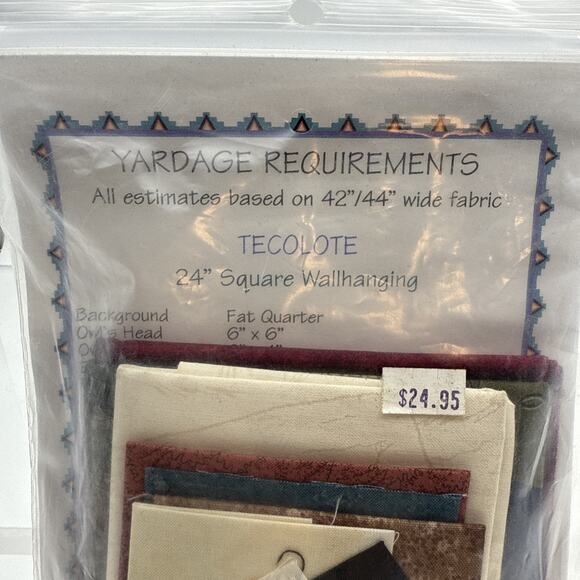 YARDAGE REQUIREMENTS
All estimates based on 42"/44" wide fabric
TECOLOTE
24" Square Wallhanging
Background Fat Quarter
Owl's Head 6" x 6"
$24.95